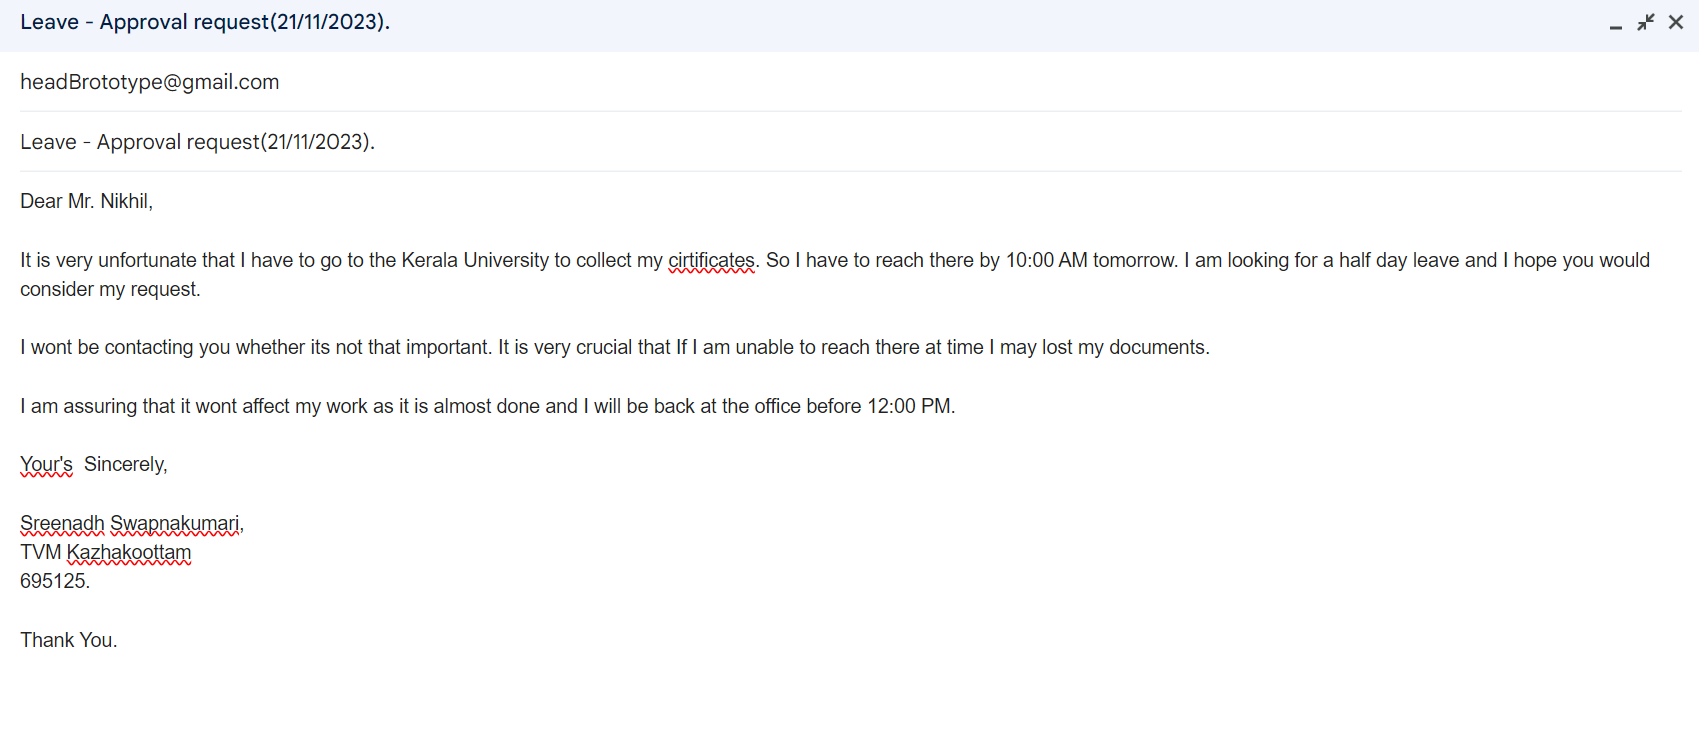 Leave - Approval request(21/11/2023).
headBrototype@gmail.com
Leave - Approval request(21/11/2023).
Dear Mr. Nikhil,
It is very unfortunate that I have to go to the Kerala University to collect my cirtificates. So I have to reach there by 10:00 AM tomorrow. I am looking for a half day leave and I hope you would
consider my request.
I wont be contacting you whether its not that important. It is very crucial that If I am unable to reach there at time I may lost my documents.
I am assuring that it wont affect my work as it is almost done and I will be back at the office before 12:00 PM.
Your's  Sincerely,
Sreenadh Swapnakumari,
TVM Kazhakoottam
695125.
Thank You.